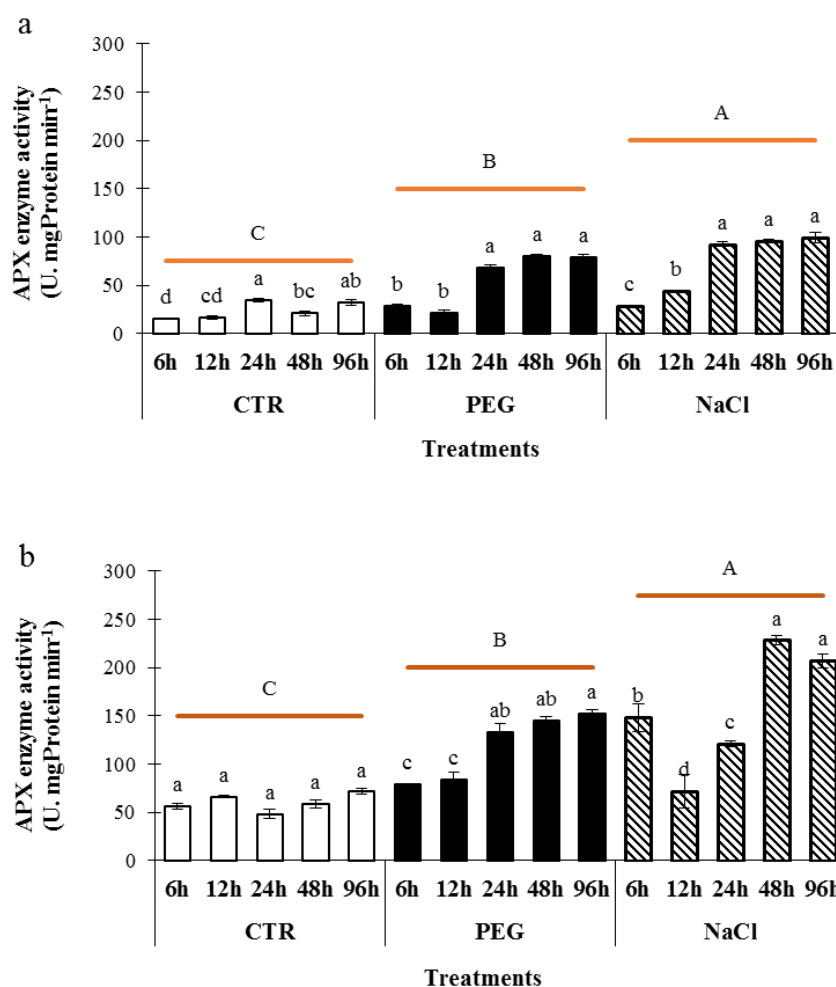 a
APX enzyme activity
(U. mgProtein min-1)
300
250
200
150
100
50
0
A
B
C
d cd a bc ab b b a a a c b a a a
6h 12h 24h 48h 96h 6h 12h 24h 48h 96h 6h 12h 24h 48h 96h
CTR PEG NaCl
Treatments
b
APX enzyme activity
(U. mgProtein min-1)
300
250
200
150
100
50
0
A
B
C
a a a a a c c ab ab a b d c a a
6h 12h 24h 48h 96h 6h 12h 24h 48h 96h 6h 12h 24h 48h 96h
CTR PEG NaCl
Treatments